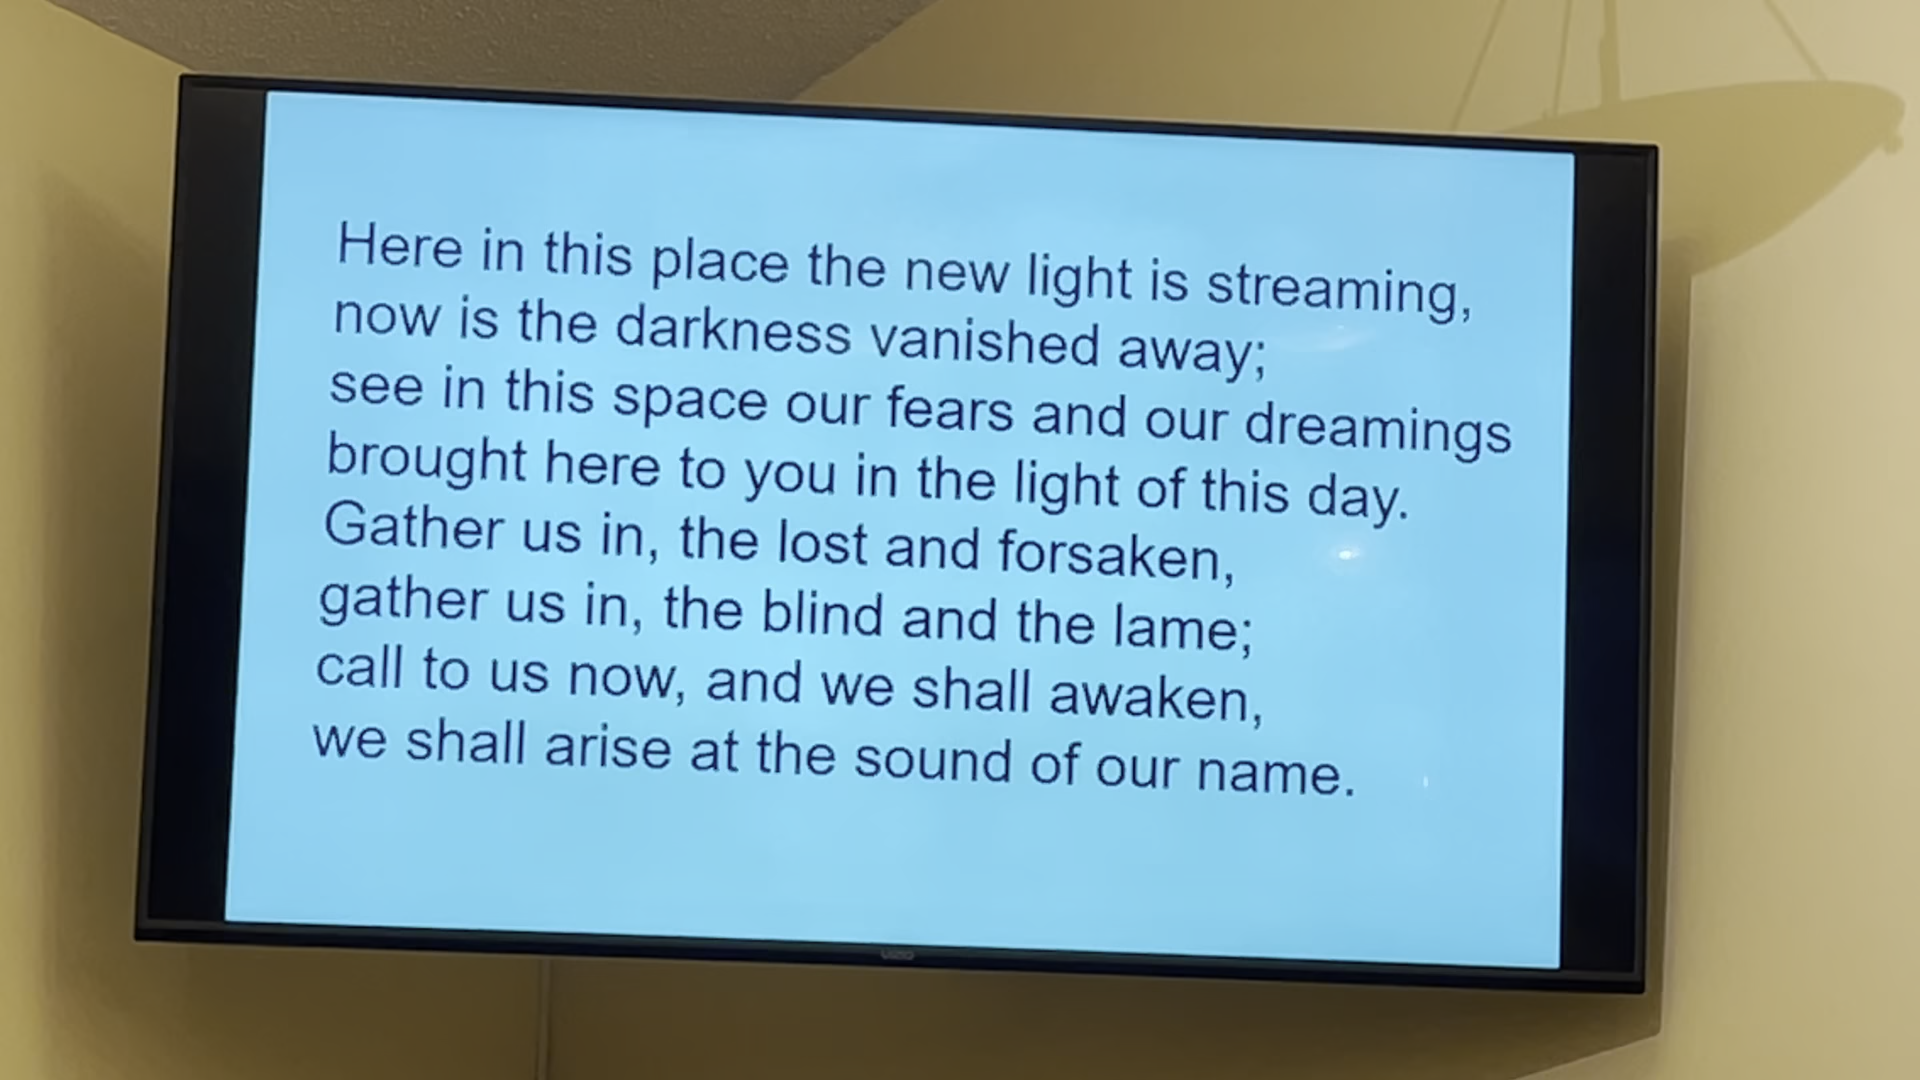 Here in this place the new light is streaming,
now is the darkness vanished away;
see in this space our fears and our dreamings
brought here to you in the light of this day.
Gather us in, the lost and forsaken,
gather us in, the blind and the lame;
call to us now, and we shall awaken,
we shall arise at the sound of our name.
VIZIO